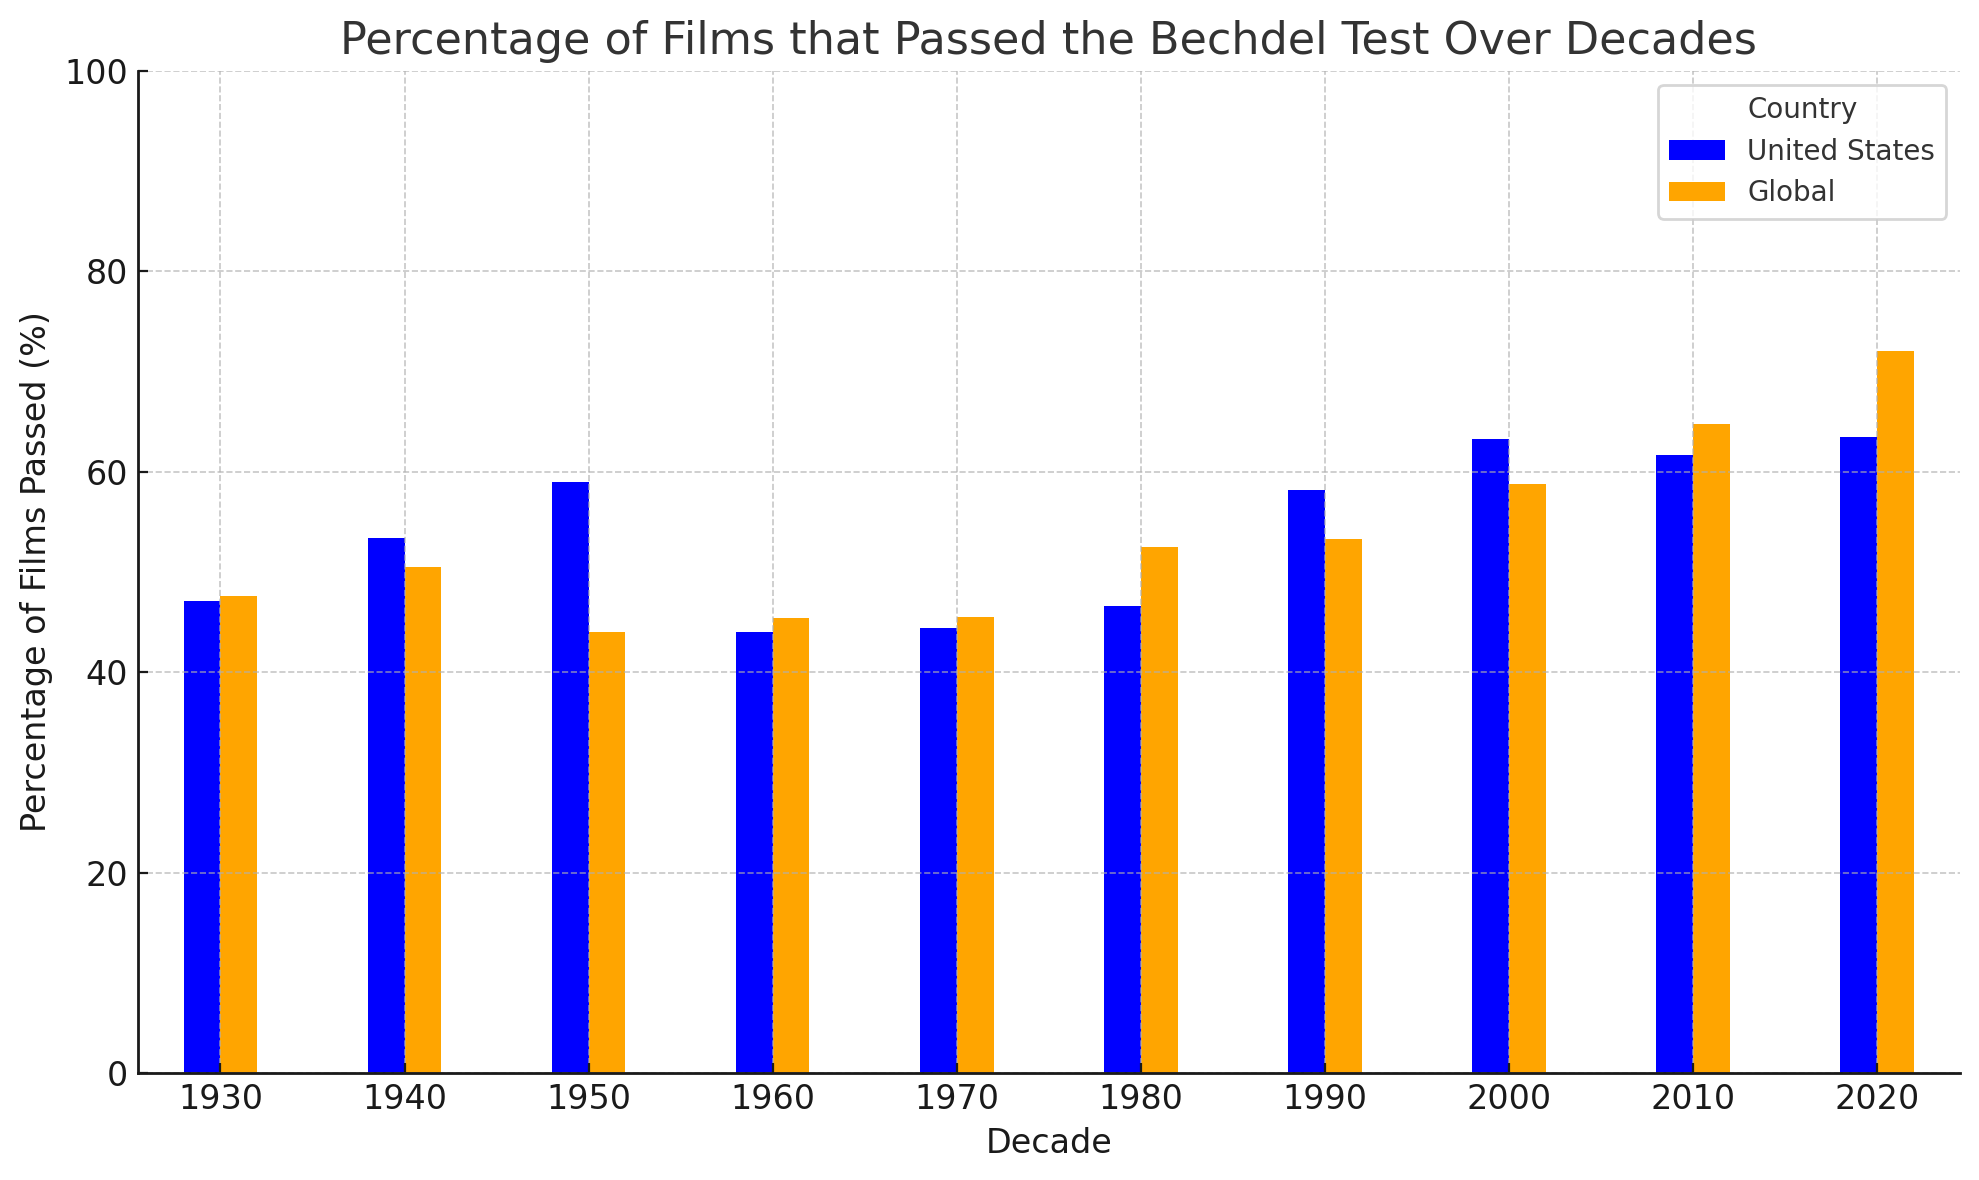 Percentage of Films that Passed the Bechdel Test Over Decades
Percentage of Films Passed (%)
100
80
60
40
20
0
Country
United States
Global
1930 1940 1950 1960 1970 1980 1990 2000 2010 2020
Decade